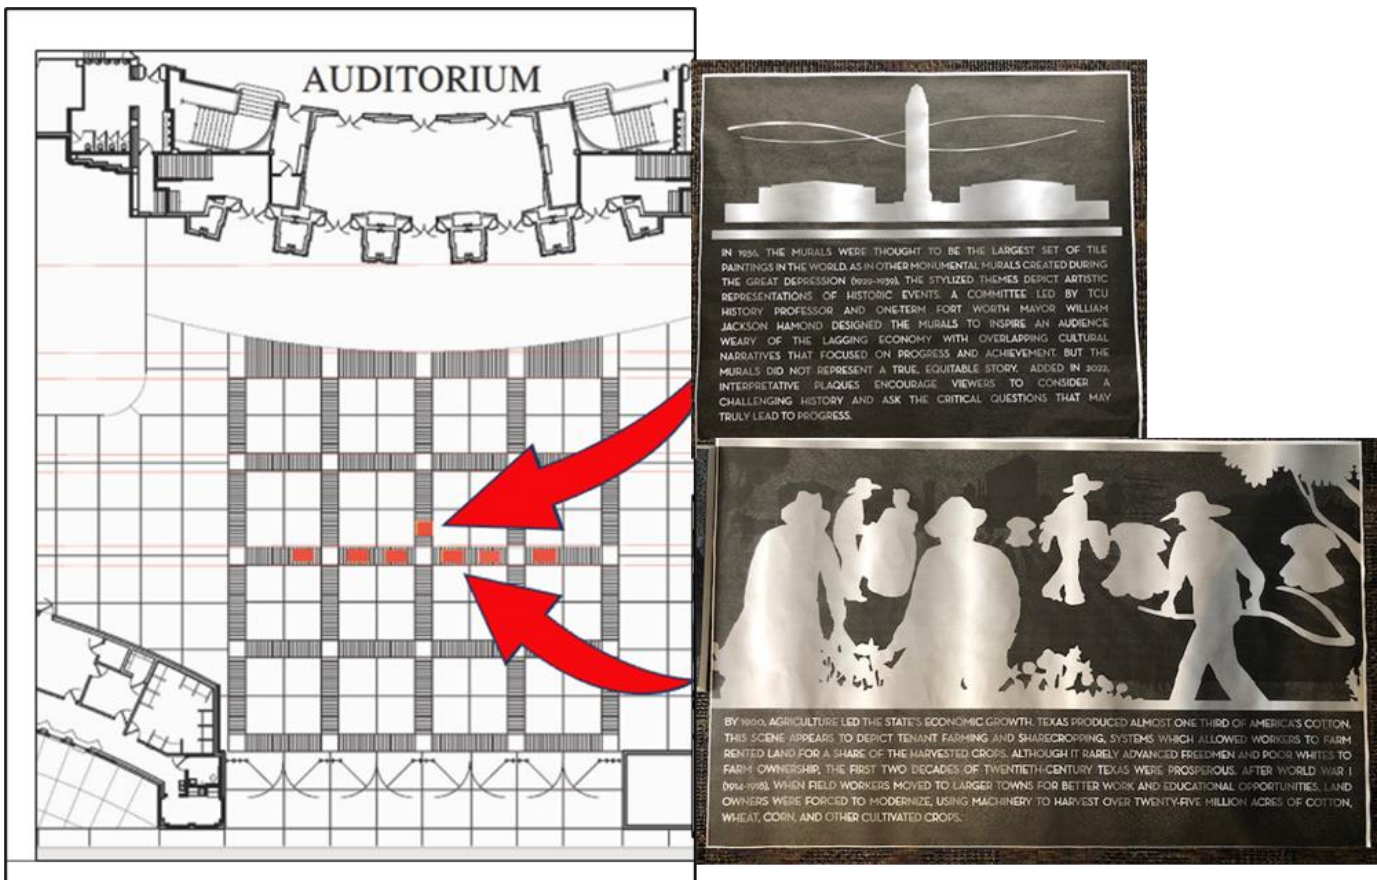 AUDITORIUM
IN 1936, THE MURALS WERE THOUGHT TO BE THE LARGEST SET OF TILE
PAINTINGS IN THE WORLD. AS IN OTHER MONUMENTAL MURALS CREATED DURING
THE GREAT DEPRESSION (1929–1939), THE STYLIZED THEMES DEPICT ARTISTIC
REPRESENTATIONS OF HISTORIC EVENTS. A COMMITTEE LED BY TCU
HISTORY PROFESSOR AND ONE-TERM FORT WORTH MAYOR WILLIAM
JACKSON HAMOND DESIGNED THE MURALS TO INSPIRE AN AUDIENCE
WEARY OF THE LAGGING ECONOMY WITH OVERLAPPING CULTURAL
NARRATIVES THAT FOCUSED ON PROGRESS AND ACHIEVEMENT. BUT THE
MURALS DID NOT REPRESENT A TRUE, EQUITABLE STORY. ADDED IN 2022,
INTERPRETATIVE PLAQUES ENCOURAGE VIEWERS TO CONSIDER A
CHALLENGING HISTORY AND ASK THE CRITICAL QUESTIONS THAT MAY
TRULY LEAD TO PROGRESS.
BY 1900, AGRICULTURE LED THE STATE'S ECONOMIC GROWTH. TEXAS PRODUCED ALMOST ONE THIRD OF AMERICA'S COTTON.
THIS SCENE APPEARS TO DEPICT TENANT FARMING AND SHARECROPPING, SYSTEMS WHICH ALLOWED WORKERS TO FARM
RENTED LAND FOR A SHARE OF THE HARVESTED CROPS. ALTHOUGH IT RARELY ADVANCED FREEDMEN AND POOR WHITES TO
FARM OWNERSHIP, THE FIRST TWO DECADES OF TWENTIETH-CENTURY TEXAS WERE PROSPEROUS. AFTER WORLD WAR I
(1914-1918), WHEN FIELD WORKERS MOVED TO LARGER TOWNS FOR BETTER WORK AND EDUCATIONAL OPPORTUNITIES, LAND
OWNERS WERE FORCED TO MODERNIZE, USING MACHINERY TO HARVEST OVER TWENTY-FIVE MILLION ACRES OF COTTON,
WHEAT, CORN, AND OTHER CULTIVATED CROPS.